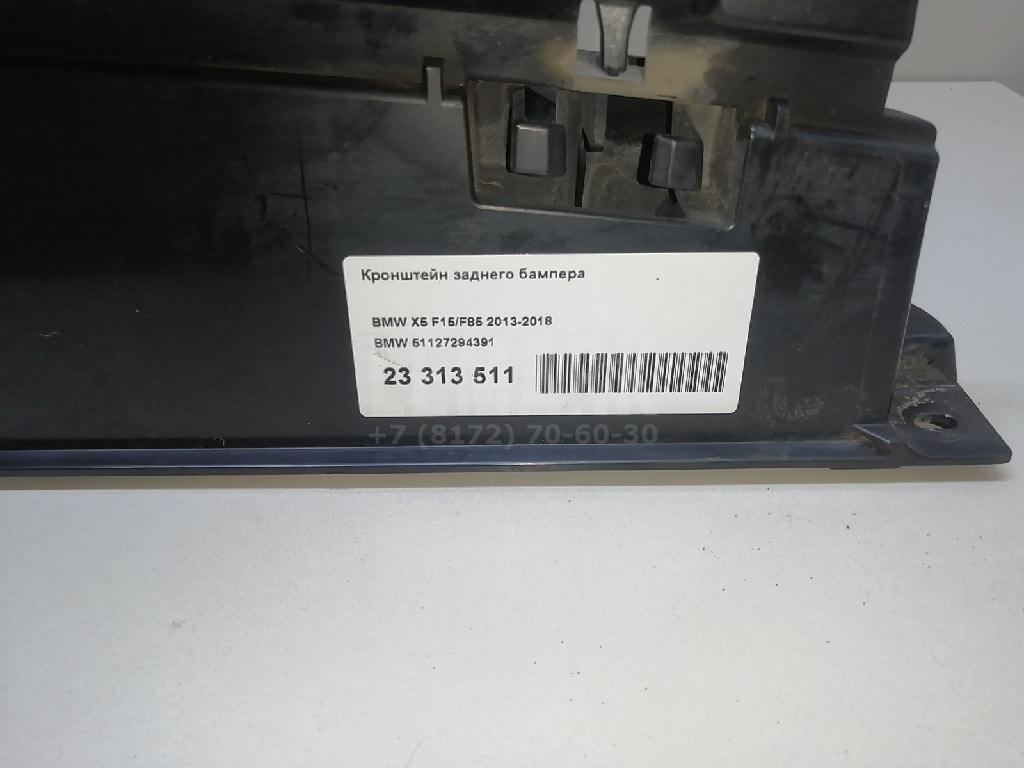 Кронштейн заднего бампера
BMW X5 F15/F85 2013-2018
BMW 51127294391
23 313 511
+7 (8172) 70-60-30